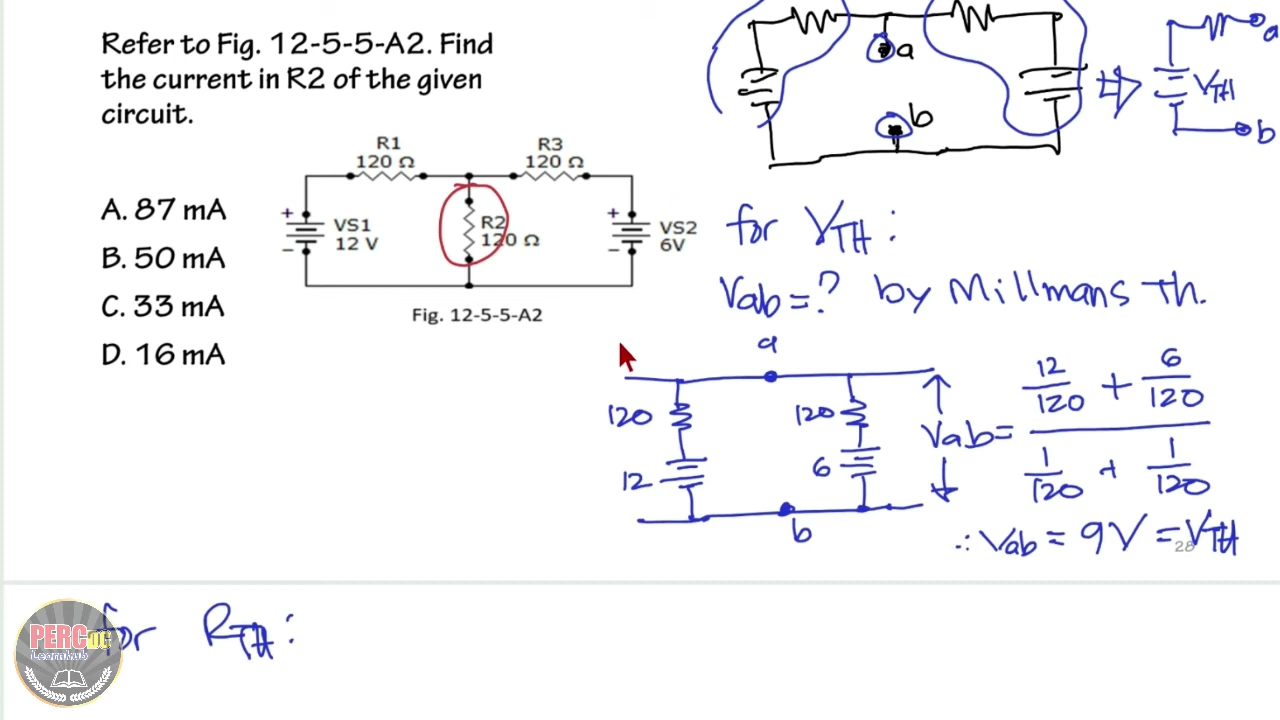 Refer to Fig. 12-5-5-A2. Find
the current in R2 of the given
circuit.
A. 87 mA
B. 50 mA
C. 33 mA
D. 16 mA
R1
120 Ω
R3
120 Ω
+
VS1
12 V
−
R2
120 Ω
+
VS2
6V
−
Fig. 12-5-5-A2
a
b
VTH
a
b
for VTH:
Vab=? by Millmans Th.
a
120
120
12
6
b
Vab= 12/120 + 6/120
1/120 + 1/120
∴ Vab = 9V = VTH
28
for RTH:
PERCDC
Learnhub